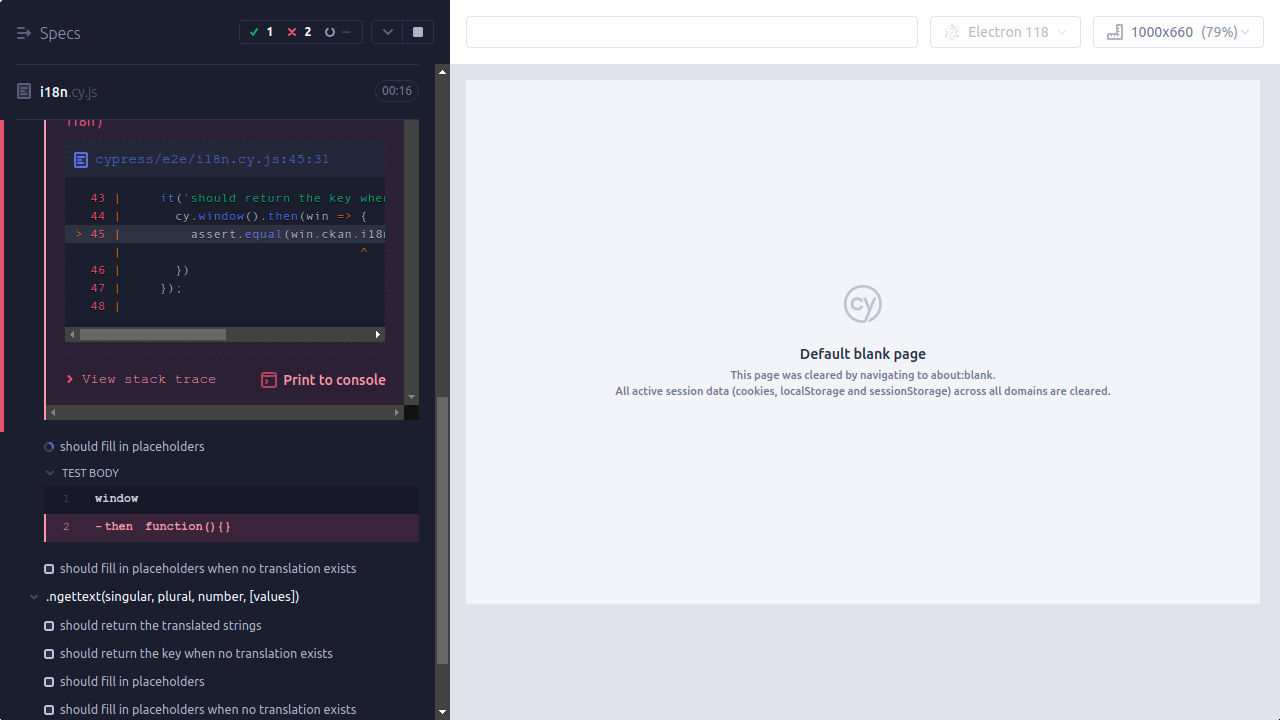 Specs
1 2 --
i18n.cy.js
00:16
i18n)
cypress/e2e/i18n.cy.js:45:31
43 | it('should return the key when
44 | cy.window().then(win => {
> 45 | assert.equal(win.ckan.i18n
| ^
46 | })
47 | });
48 |
View stack trace
Print to console
should fill in placeholders
TEST BODY
1 window
2 -then function(){}
should fill in placeholders when no translation exists
.ngettext(singular, plural, number, [values])
should return the translated strings
should return the key when no translation exists
should fill in placeholders
should fill in placeholders when no translation exists
Electron 118
1000x660 (79%)
cy
Default blank page
This page was cleared by navigating to about:blank.
All active session data (cookies, localStorage and sessionStorage) across all domains are cleared.